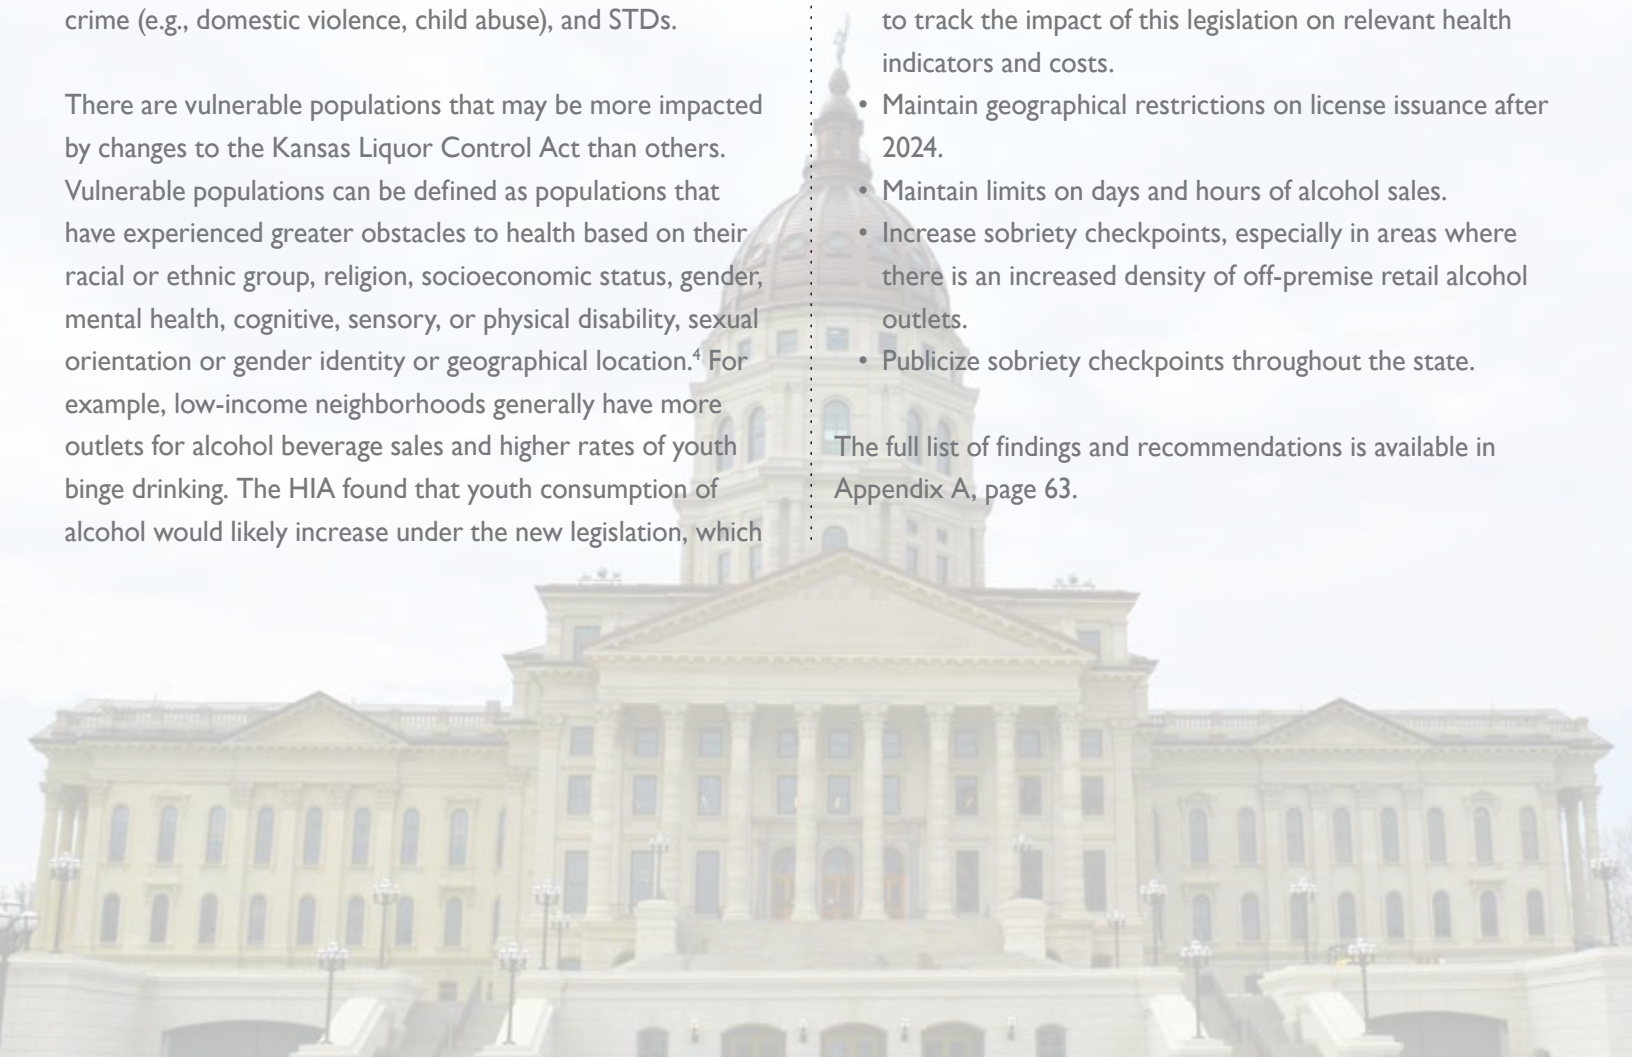 crime (e.g., domestic violence, child abuse), and STDs.
There are vulnerable populations that may be more impacted
by changes to the Kansas Liquor Control Act than others.
Vulnerable populations can be defined as populations that
have experienced greater obstacles to health based on their
racial or ethnic group, religion, socioeconomic status, gender,
mental health, cognitive, sensory, or physical disability, sexual
orientation or gender identity or geographical location.4 For
example, low-income neighborhoods generally have more
outlets for alcohol beverage sales and higher rates of youth
binge drinking. The HIA found that youth consumption of
alcohol would likely increase under the new legislation, which
to track the impact of this legislation on relevant health
indicators and costs.
• Maintain geographical restrictions on license issuance after
2024.
• Maintain limits on days and hours of alcohol sales.
• Increase sobriety checkpoints, especially in areas where
there is an increased density of off-premise retail alcohol
outlets.
• Publicize sobriety checkpoints throughout the state.
The full list of findings and recommendations is available in
Appendix A, page 63.